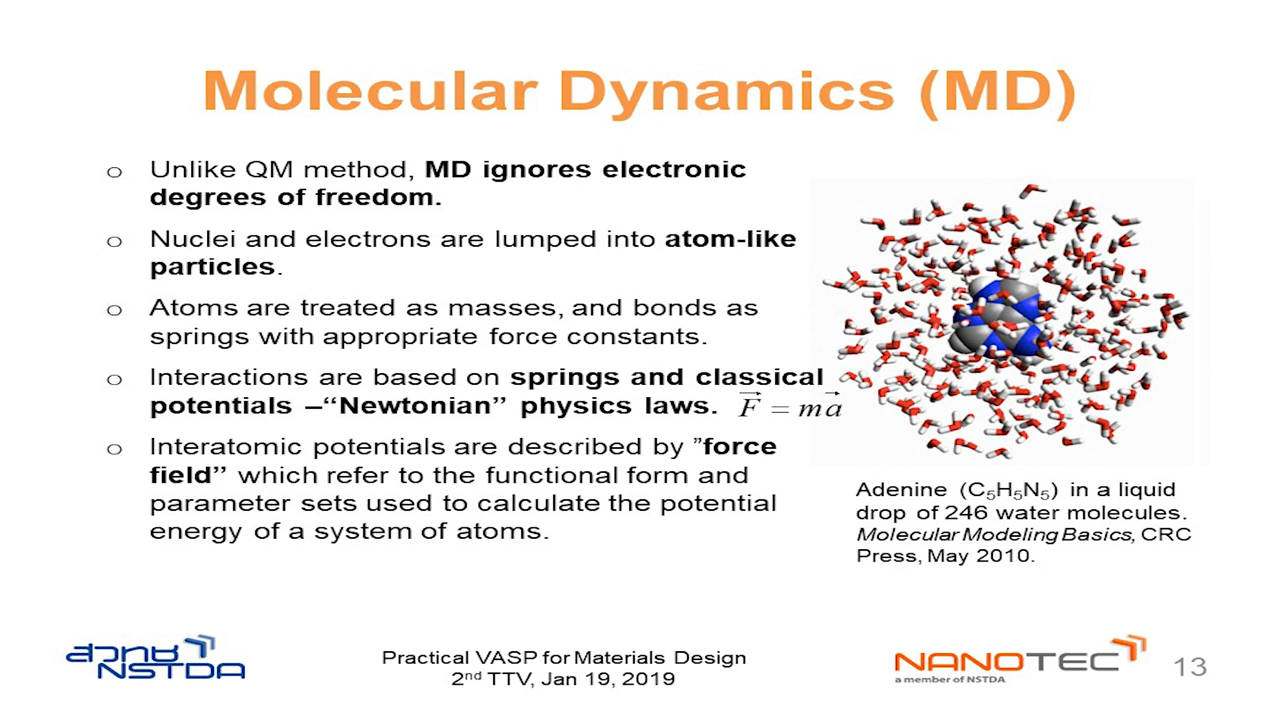 Molecular Dynamics (MD)
o Unlike QM method, MD ignores electronic
degrees of freedom.
o Nuclei and electrons are lumped into atom-like
particles.
o Atoms are treated as masses, and bonds as
springs with appropriate force constants.
o Interactions are based on springs and classical
potentials –“Newtonian” physics laws. F⃗ = ma⃗
o Interatomic potentials are described by ”force
field” which refer to the functional form and
parameter sets used to calculate the potential
energy of a system of atoms.
Adenine (C₅H₅N₅) in a liquid
drop of 246 water molecules.
Molecular Modeling Basics, CRC
Press, May 2010.
สวทช
NSTDA
Practical VASP for Materials Design
2nd TTV, Jan 19, 2019
NANOTEC
a member of NSTDA
13